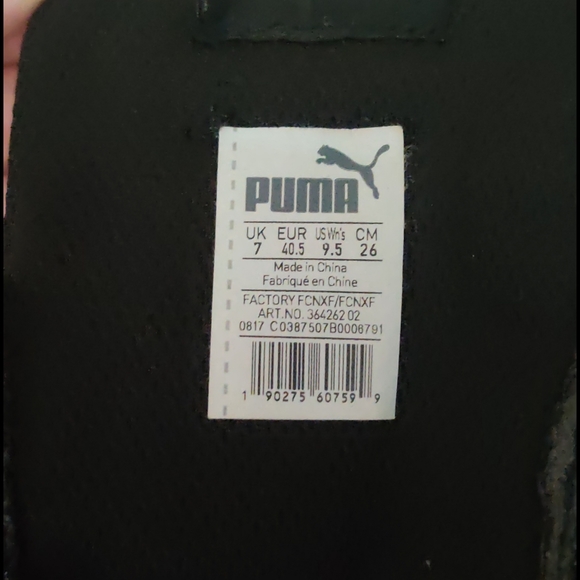 PUMA
UK EUR US Wn's CM
7 40.5 9.5 26
Made in China
Fabriqué en Chine
FACTORY FCNXF/FCNXF
ART.NO. 364262 02
0817 C0387507B0006791
1 90275 60759 9